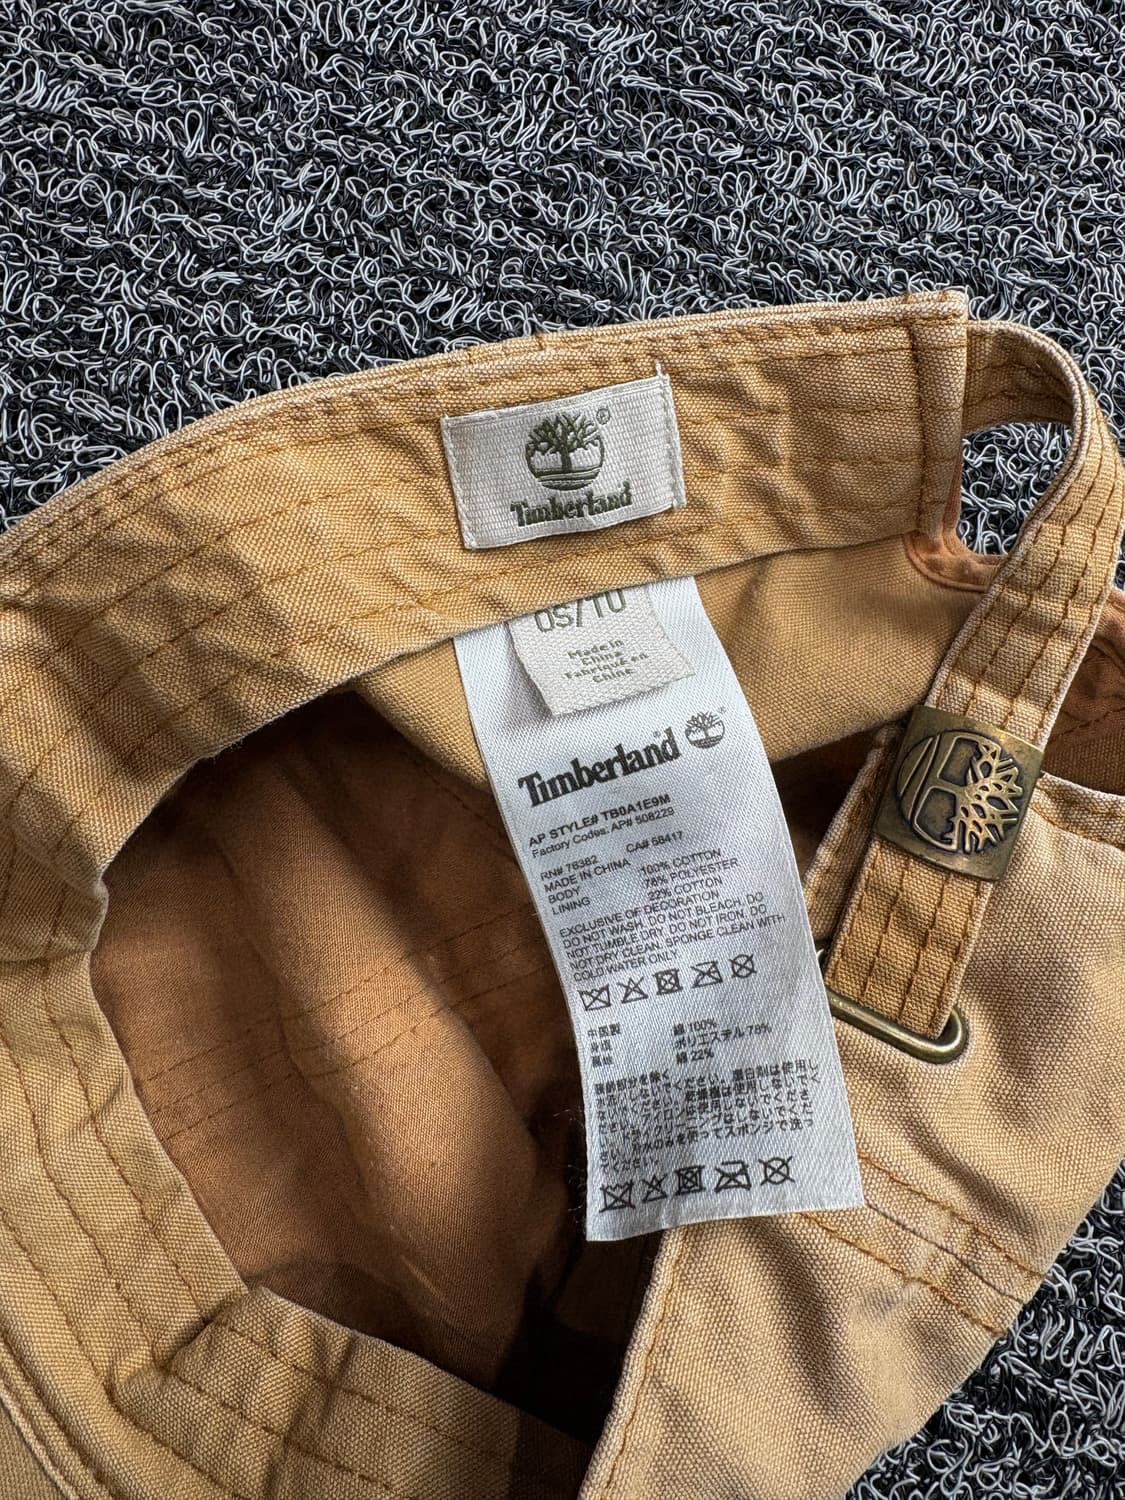 ®
Timberland
OS/TU
Made in
China
Fabriqué en
Chine
Timberland
AP STYLE# TB0A1E9M
Factory Codes: AP# 508229
RN# 76382 CA# 58417
MADE IN CHINA
BODY 100% COTTON
LINING 78% POLYESTER
22% COTTON
EXCLUSIVE OF DECORATION
DO NOT WASH. DO NOT BLEACH. DO
NOT TUMBLE DRY. DO NOT IRON. DO
NOT DRY CLEAN. SPONGE CLEAN WITH
COLD WATER ONLY
中国製
綿 100%
ポリエステル 78%
綿 22%